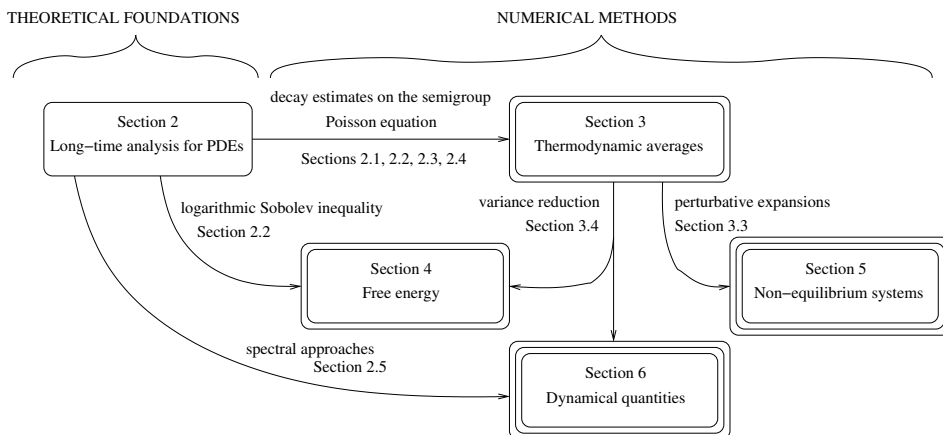 THEORETICAL FOUNDATIONS
NUMERICAL METHODS
decay estimates on the semigroup
Poisson equation
Sections 2.1, 2.2, 2.3, 2.4
Section 2
Long−time analysis for PDEs
Section 3
Thermodynamic averages
logarithmic Sobolev inequality
Section 2.2
variance reduction
Section 3.4
perturbative expansions
Section 3.3
Section 4
Free energy
Section 5
Non−equilibrium systems
spectral approaches
Section 2.5
Section 6
Dynamical quantities